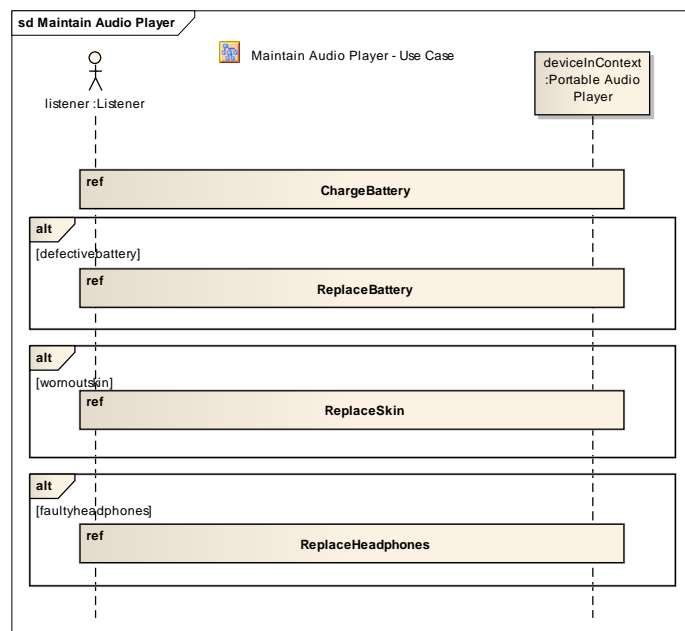 sd Maintain Audio Player
Maintain Audio Player - Use Case
listener :Listener
deviceInContext
:Portable Audio
Player
ref
ChargeBattery
alt
[defectivebattery]
ref
ReplaceBattery
alt
[wornoutskin]
ref
ReplaceSkin
alt
[faultyheadphones]
ref
ReplaceHeadphones